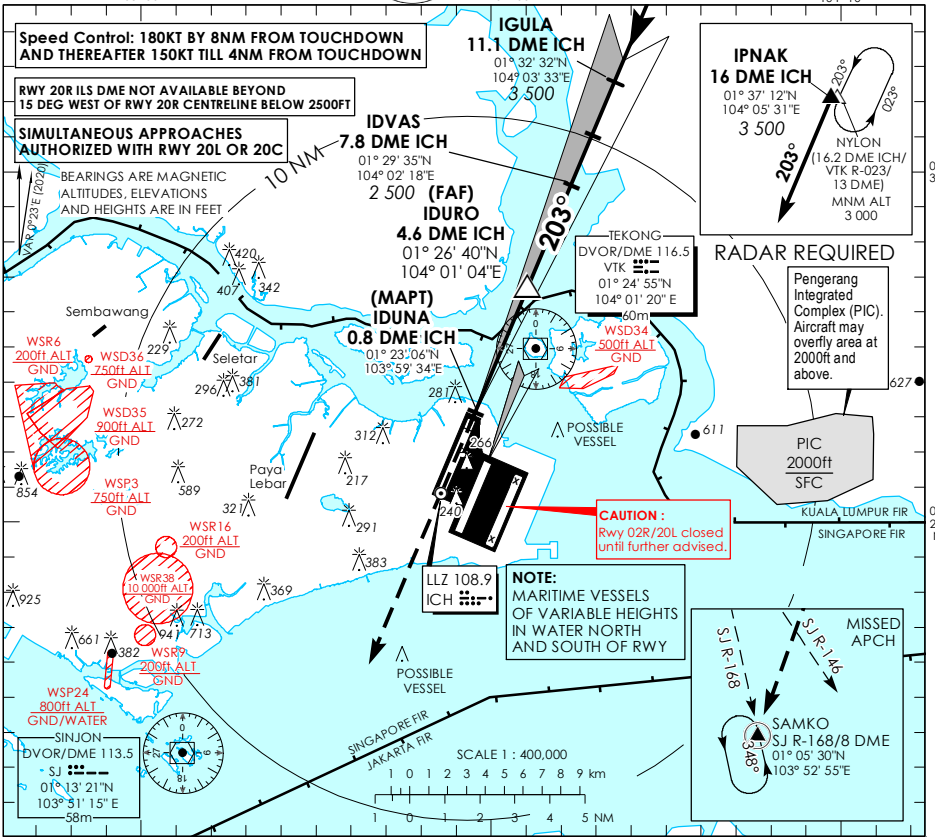 Speed Control: 180KT BY 8NM FROM TOUCHDOWN
AND THEREAFTER 150KT TILL 4NM FROM TOUCHDOWN
RWY 20R ILS DME NOT AVAILABLE BEYOND
15 DEG WEST OF RWY 20R CENTRELINE BELOW 2500FT
SIMULTANEOUS APPROACHES
AUTHORIZED WITH RWY 20L OR 20C
BEARINGS ARE MAGNETIC
ALTITUDES, ELEVATIONS
AND HEIGHTS ARE IN FEET
VAR 0°23'E (2020)
10 NM
IGULA
11.1 DME ICH
01° 32' 32"N
104° 03' 33"E
3 500
IDVAS
7.8 DME ICH
01° 29' 35"N
104° 02' 18"E
2 500
(FAF)
IDURO
4.6 DME ICH
01° 26' 40"N
104° 01' 04"E
(MAPT)
IDUNA
0.8 DME ICH
01° 23' 06"N
103° 59' 34"E
203°
IPNAK
16 DME ICH
01° 37' 12"N
104° 05' 31"E
3 500
203°
023°
203°
NYLON
(16.2 DME ICH/
VTK R-023/
13 DME)
MNM ALT
3 000
RADAR REQUIRED
TEKONG
DVOR/DME 116.5
VTK
01° 24' 55"N
104° 01' 20" E
60m
Pengerang
Integrated
Complex (PIC).
Aircraft may
overfly area at
2000ft and
above.
627
611
PIC
2000ft
SFC
KUALA LUMPUR FIR
SINGAPORE FIR
WSD34
500ft ALT
GND
POSSIBLE
VESSEL
420
407
342
Sembawang
229
Seletar
296
381
281
WSR6
200ft ALT
GND
WSD36
750ft ALT
GND
WSD35
900ft ALT
GND
1
WSP3
750ft ALT
GND
854
272
589
312
217
Paya
Lebar
321
291
383
369
266
240
WSR16
200ft ALT
GND
WSR38
10 000ft ALT
GND
925
661
382
941
713
WSR9
200ft ALT
GND
WSP24
800ft ALT
GND/WATER
CAUTION :
Rwy 02R/20L closed
until further advised.
LLZ 108.9
ICH
NOTE:
MARITIME VESSELS
OF VARIABLE HEIGHTS
IN WATER NORTH
AND SOUTH OF RWY
POSSIBLE
VESSEL
SINJON
DVOR/DME 113.5
SJ
01° 13' 21"N
103° 51' 15" E
58m
SINGAPORE FIR
JAKARTA FIR
SCALE 1 : 400,000
1 0 1 2 3 4 5 6 7 8 9 km
1 0 1 2 3 4 5 NM
MISSED
APCH
SJ R-168
SJ R-146
SAMKO
SJ R-168/8 DME
01° 05' 30"N
103° 52' 55"E
348°